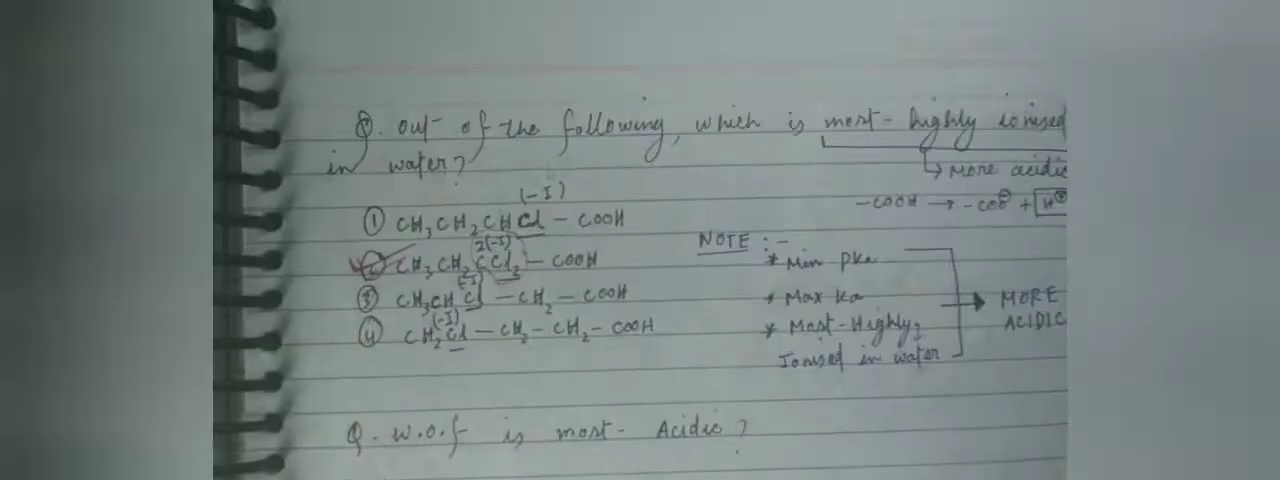 Q. out of the following, which is most- highly ionised
in water?
↳ More acidic
(-I)
① CH3CH2CHCl - COOH
-COOH → -COO⊖ + H⊕
2(-I)
② CH3CH2CCl2 - COOH
(-I)
③ CH3CHCl - CH2 - COOH
(-I)
④ CH2Cl - CH2 - CH2 - COOH
NOTE :-
* Min pKa
* Max Ka
* Most-Highly
Ionised in water
MORE
ACIDIC
Q. W.O.F is most- Acidic?